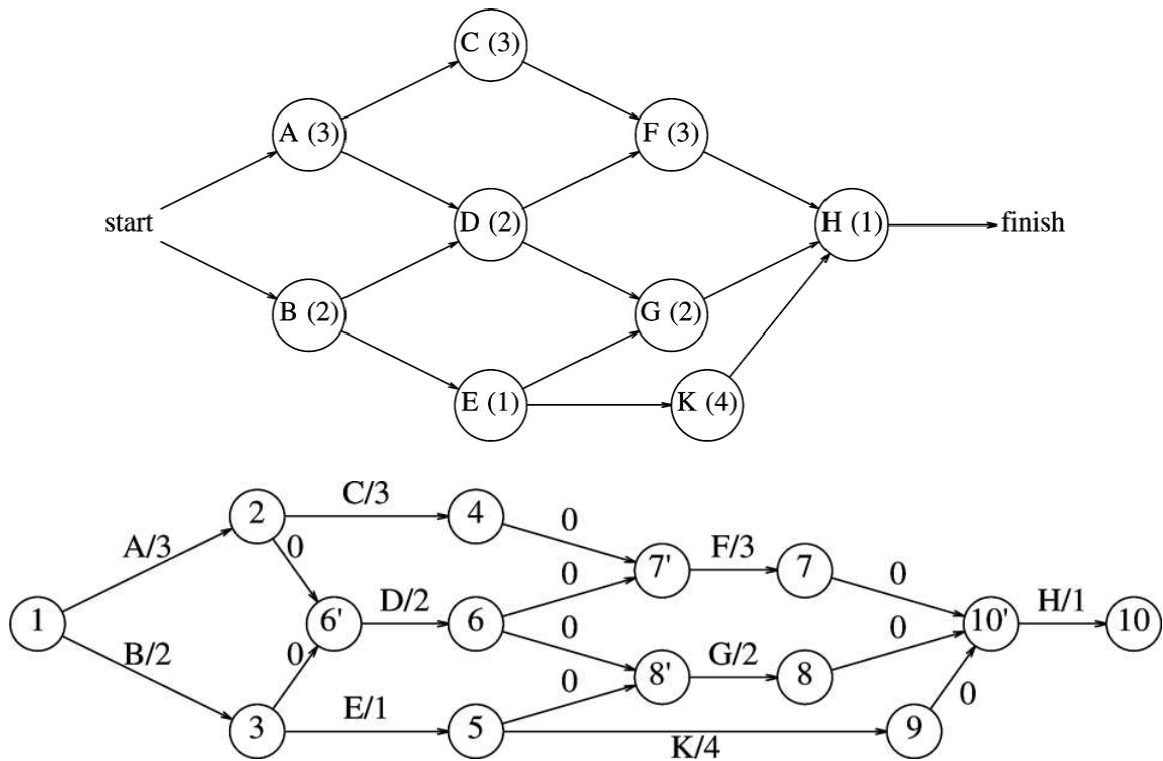 C (3)
A (3)
F (3)
start
D (2)
H (1)
finish
B (2)
G (2)
E (1)
K (4)
C/3
2
4
0
A/3
0
F/3
0
7'
7
0
1
D/2
0
H/1
6'
6
0
10'
10
B/2
0
G/2
0
8'
8
E/1
0
3
5
9
K/4